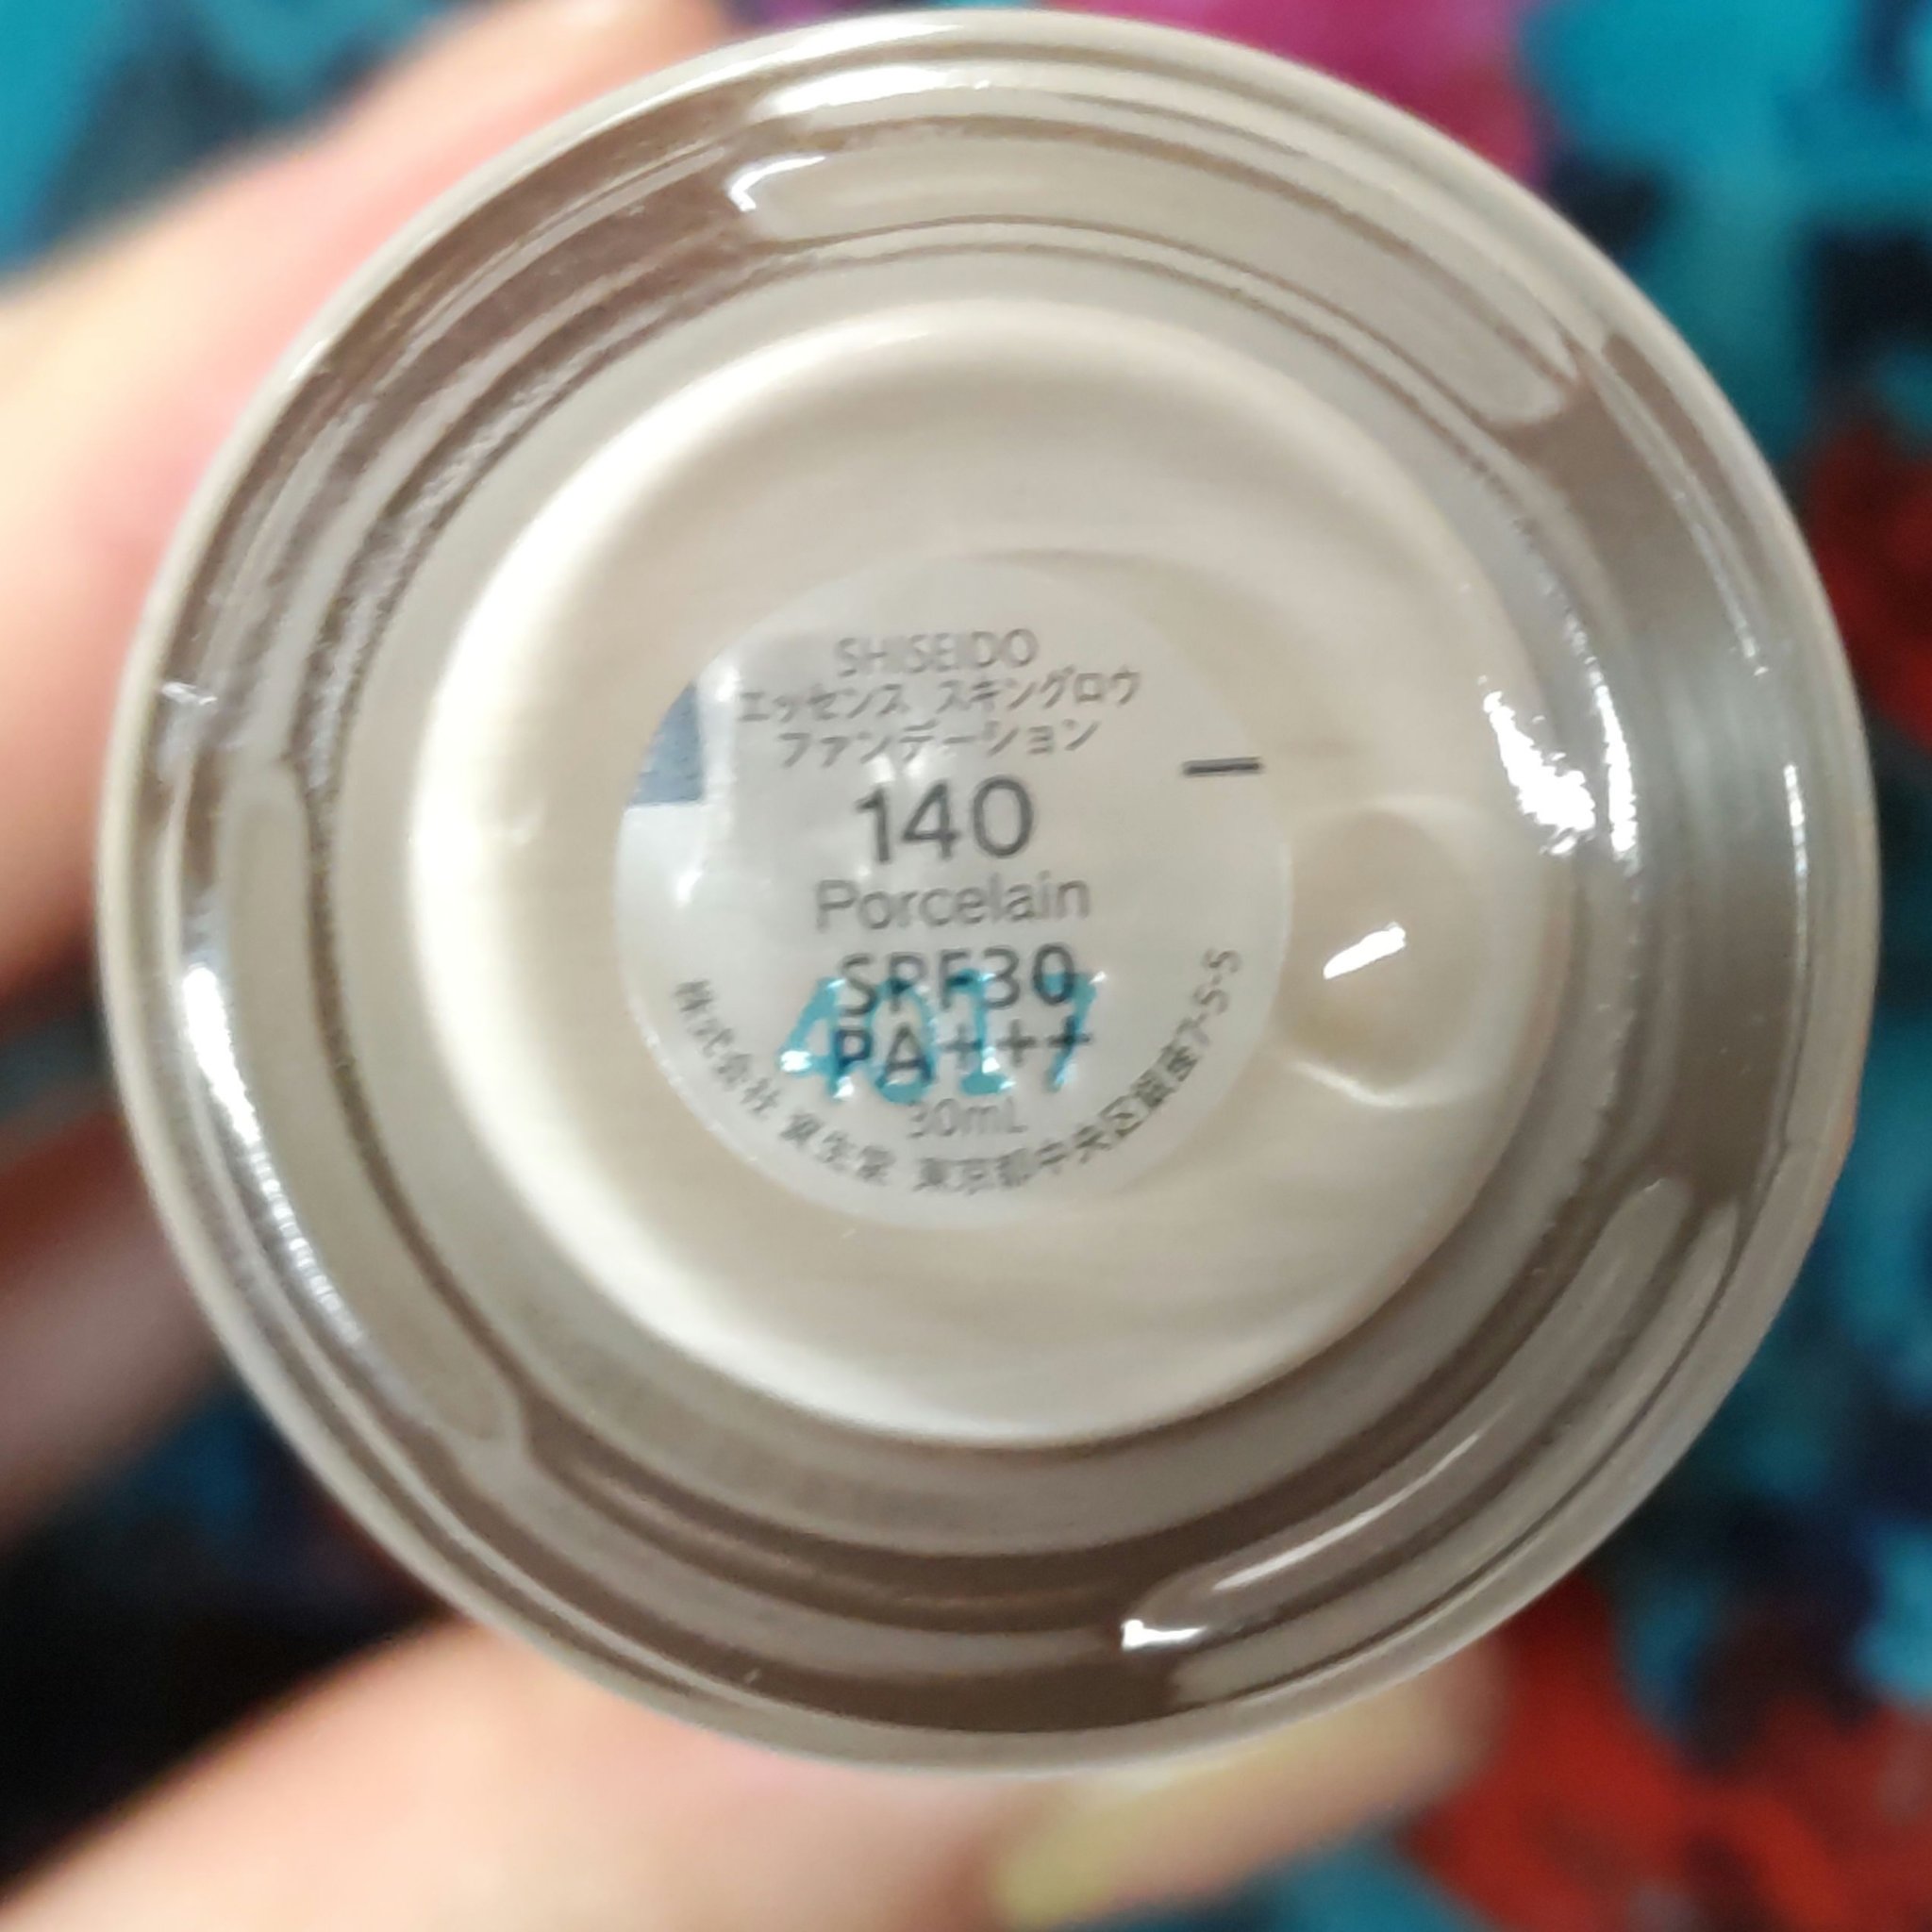 SHISEIDO
エッセンス スキングロウ
ファンデーション
140
Porcelain
SPF30
PA+++
4017
30mL
株式会社 資生堂 東京都中央区銀座7-5-5